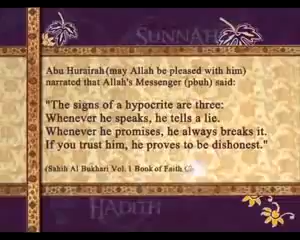 SUNNAH
Abu Hurairah (may Allah be pleased with him)
narrated that Allah's Messenger (pbuh) said:
"The signs of a hypocrite are three:
Whenever he speaks, he tells a lie.
Whenever he promises, he always breaks it.
If you trust him, he proves to be dishonest."
(Sahih Al Bukhari Vol. 1 Book of Faith
HADITH